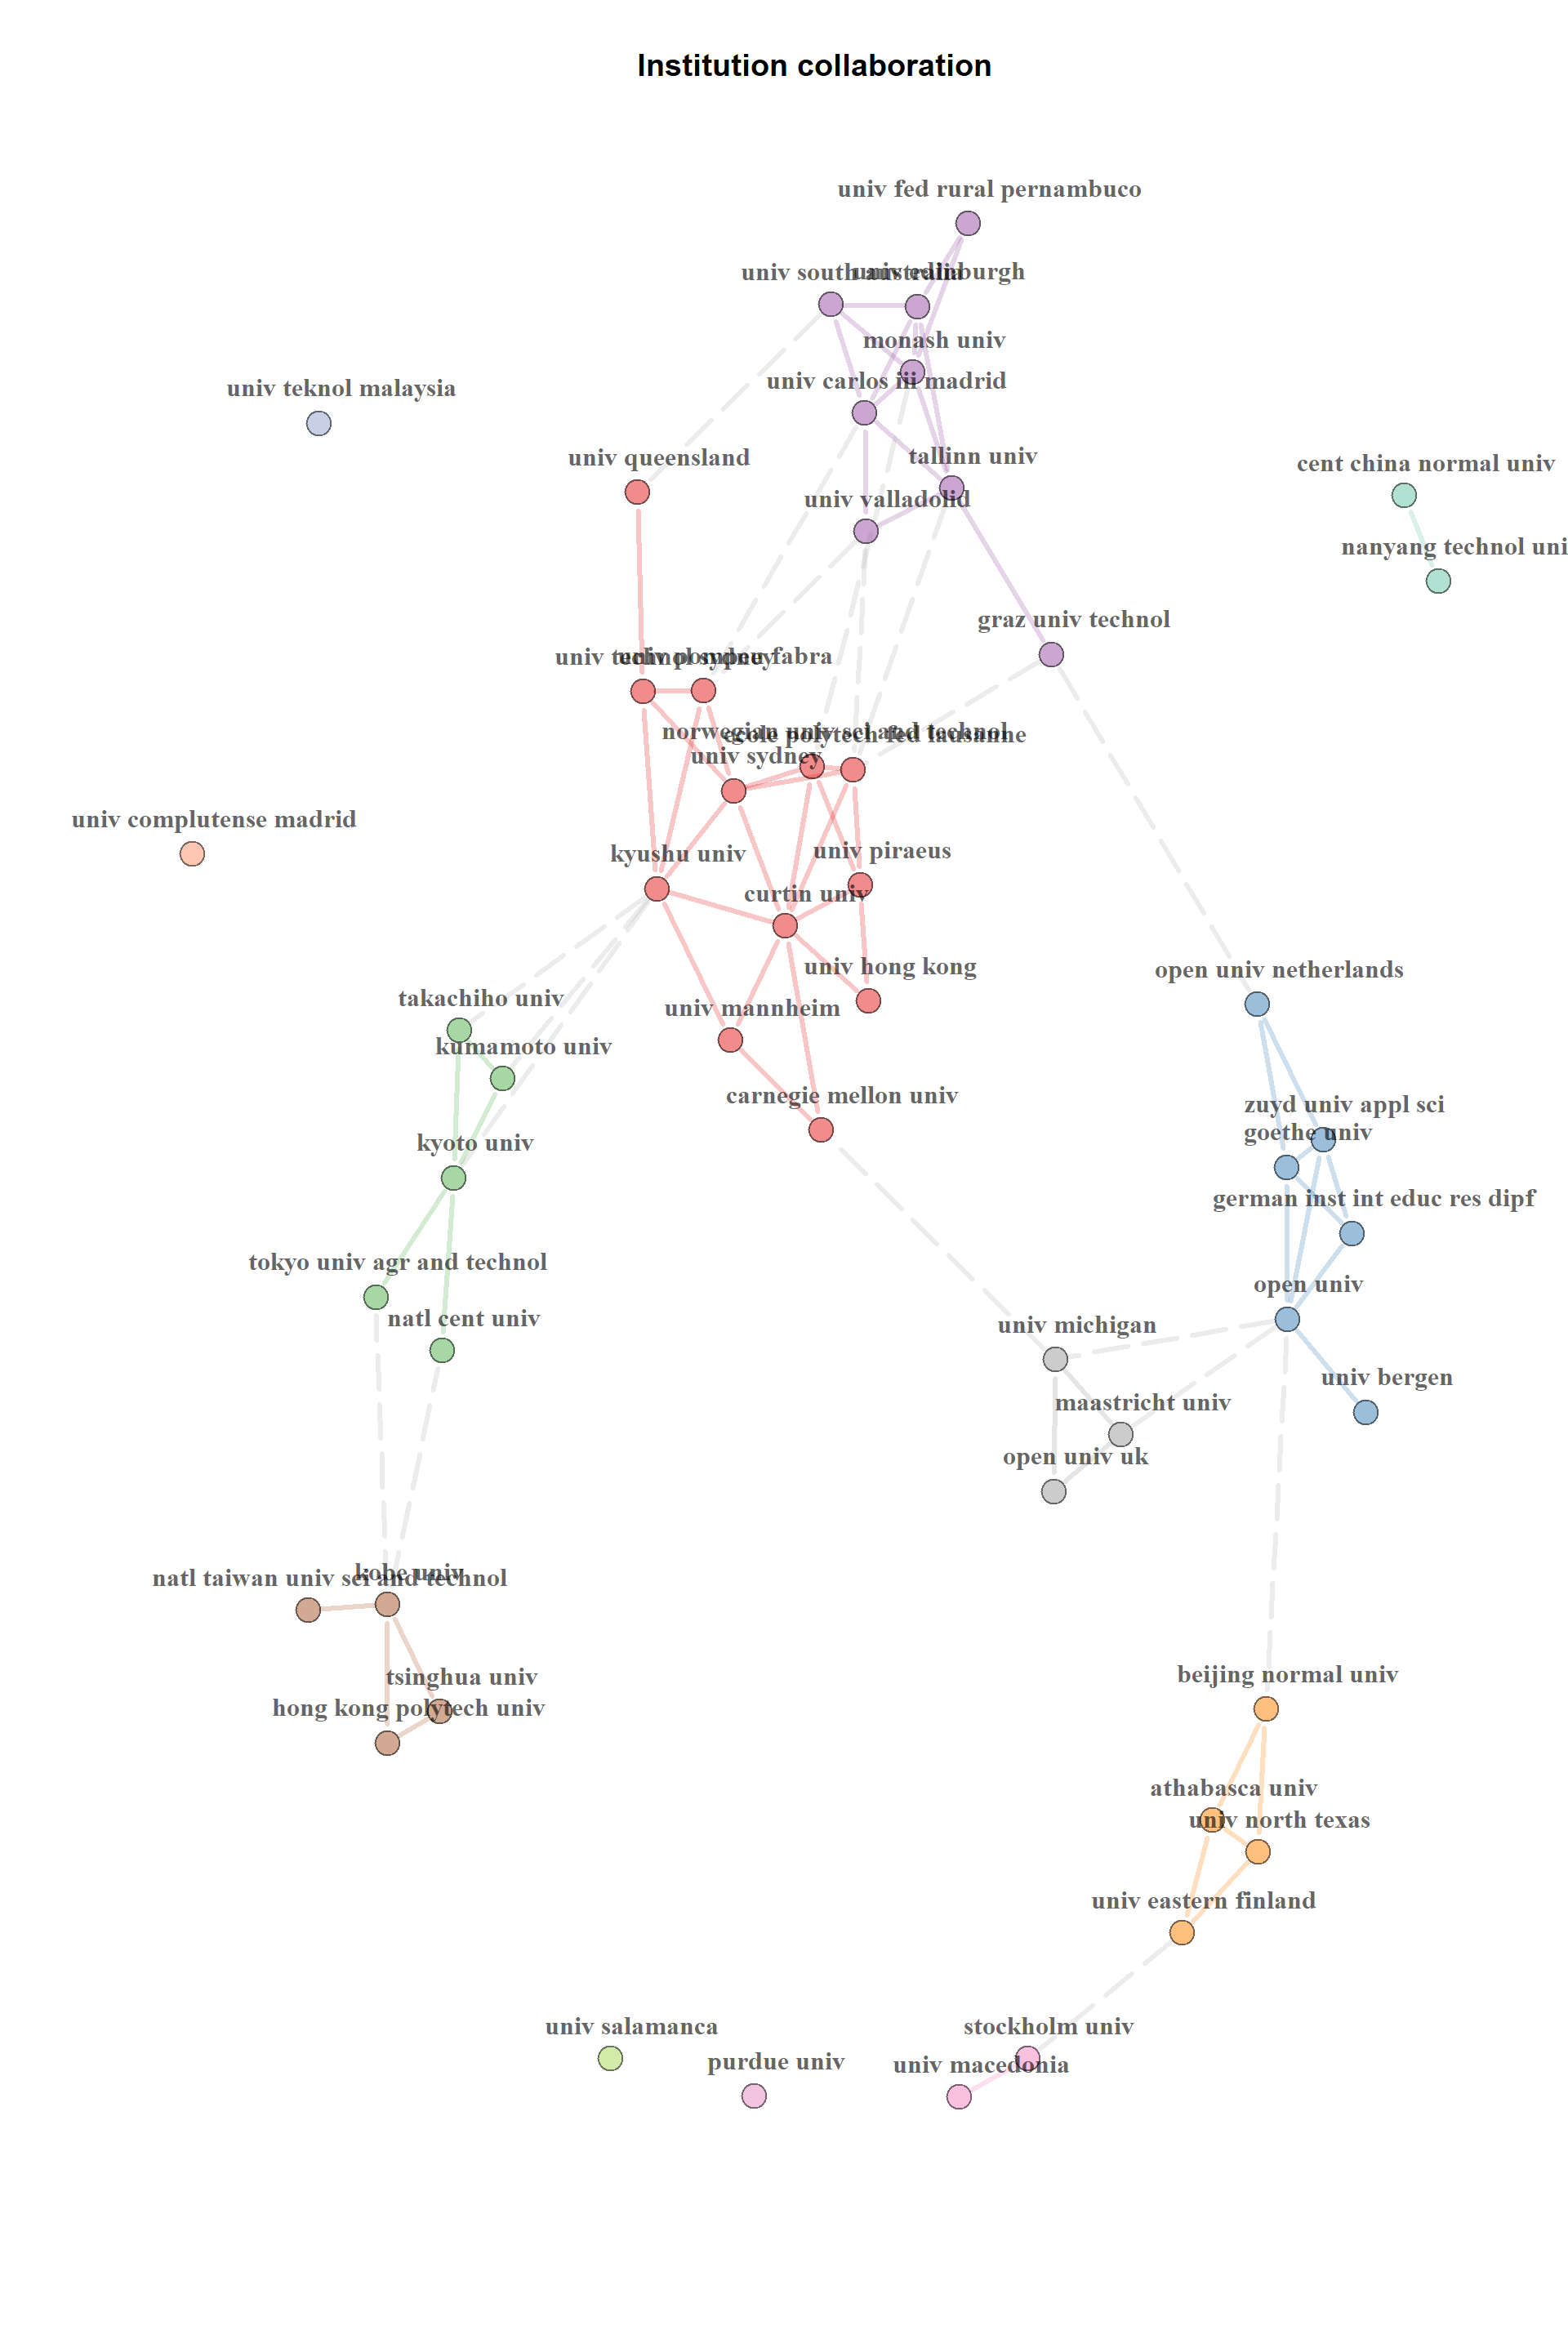 Institution collaboration
univ fed rural pernambuco
univ south australia
univ edinburgh
monash univ
univ carlos iii madrid
univ teknol malaysia
univ queensland
tallinn univ
cent china normal univ
univ valladolid
nanyang technol uni
graz univ technol
univ technol sydney
univ pompeu fabra
norwegian univ sci and technol
ecole polytech fed lausanne
univ sydney
univ complutense madrid
kyushu univ
univ piraeus
curtin univ
univ hong kong
open univ netherlands
takachiho univ
univ mannheim
kumamoto univ
carnegie mellon univ
zuyd univ appl sci
goethe univ
kyoto univ
german inst int educ res dipf
tokyo univ agr and technol
open univ
natl cent univ
univ michigan
univ bergen
maastricht univ
open univ uk
kobe univ
natl taiwan univ sci and technol
tsinghua univ
beijing normal univ
hong kong polytech univ
athabasca univ
univ north texas
univ eastern finland
univ salamanca
stockholm univ
purdue univ
univ macedonia